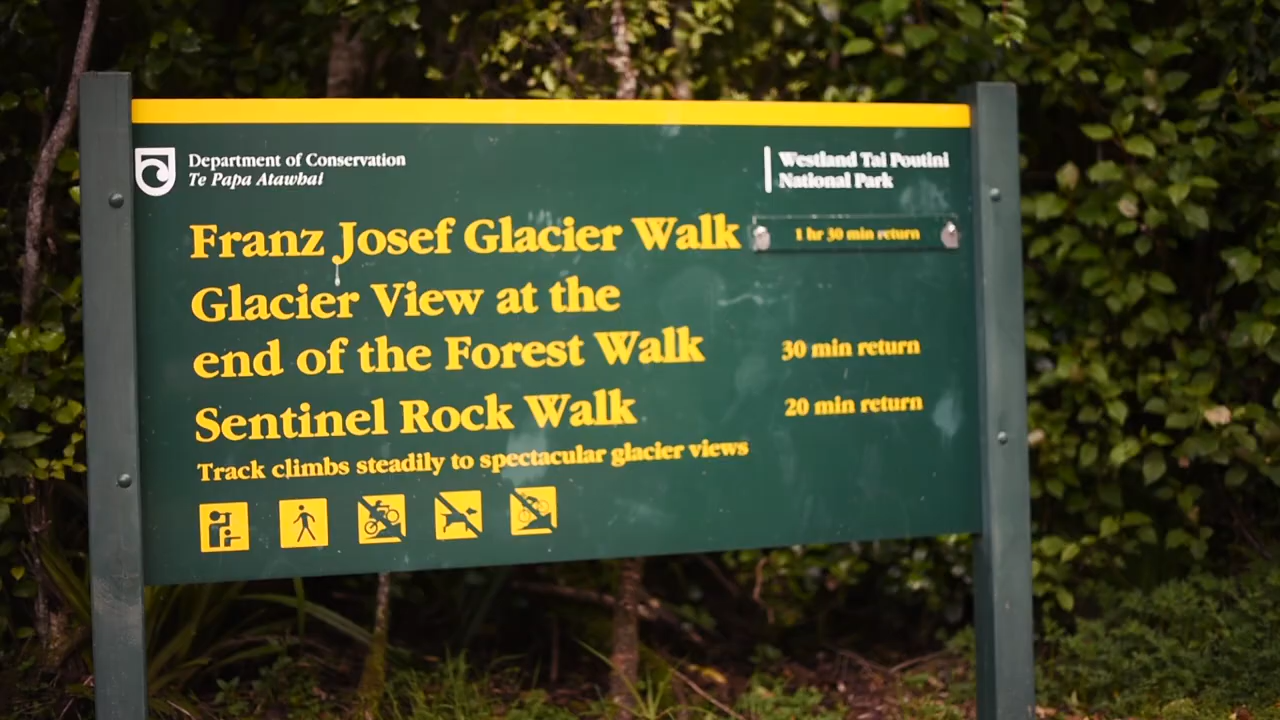 Department of Conservation
Te Papa Atawhai
Westland Tai Poutini
National Park
Franz Josef Glacier Walk 1 hr 30 min return
Glacier View at the
end of the Forest Walk 30 min return
Sentinel Rock Walk 20 min return
Track climbs steadily to spectacular glacier views